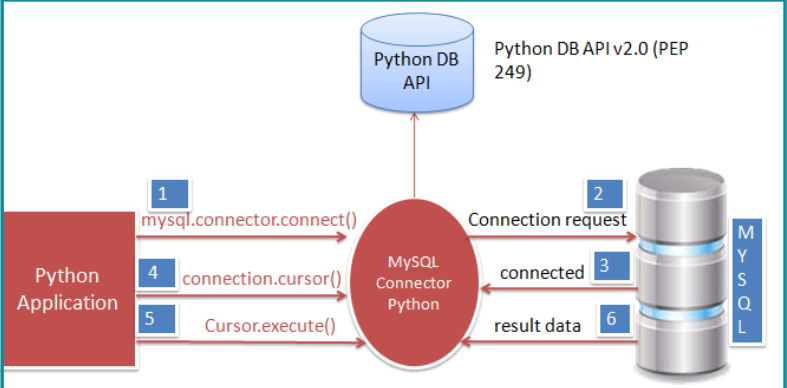 Python DB
API
Python DB API v2.0 (PEP
249)
1
mysql.connector.connect()
2
Connection request
Python
Application
4
connection.cursor()
5
Cursor.execute()
MySQL
Connector
Python
connected
3
result data
6
M
Y
S
Q
L